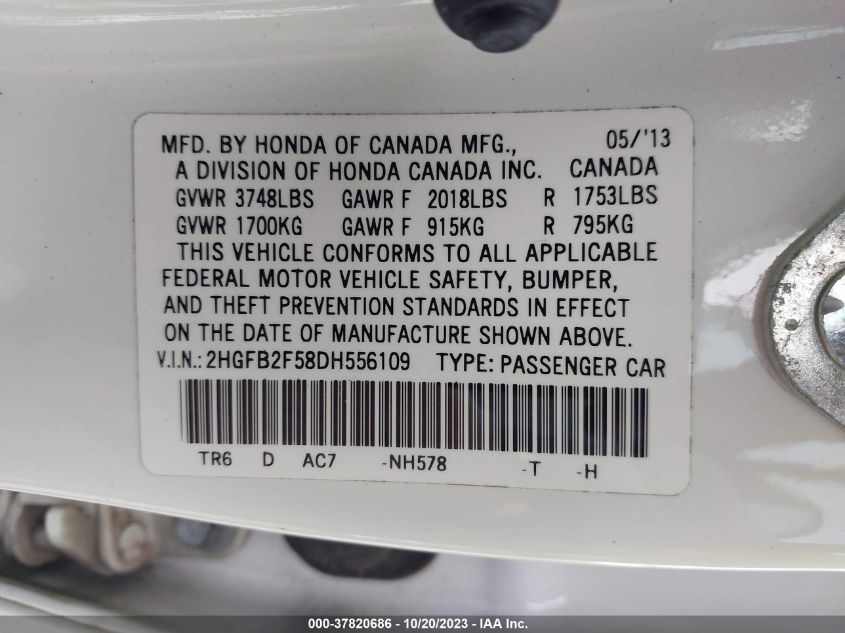 MFD. BY HONDA OF CANADA MFG., 05/'13
A DIVISION OF HONDA CANADA INC. CANADA
GVWR 3748LBS GAWR F 2018LBS R 1753LBS
GVWR 1700KG GAWR F 915KG R 795KG
THIS VEHICLE CONFORMS TO ALL APPLICABLE
FEDERAL MOTOR VEHICLE SAFETY, BUMPER,
AND THEFT PREVENTION STANDARDS IN EFFECT
ON THE DATE OF MANUFACTURE SHOWN ABOVE.
V.I.N.: 2HGFB2F58DH556109 TYPE: PASSENGER CAR
TR6 D AC7 -NH578 -T -H
000-37820686 - 10/20/2023 - IAA Inc.